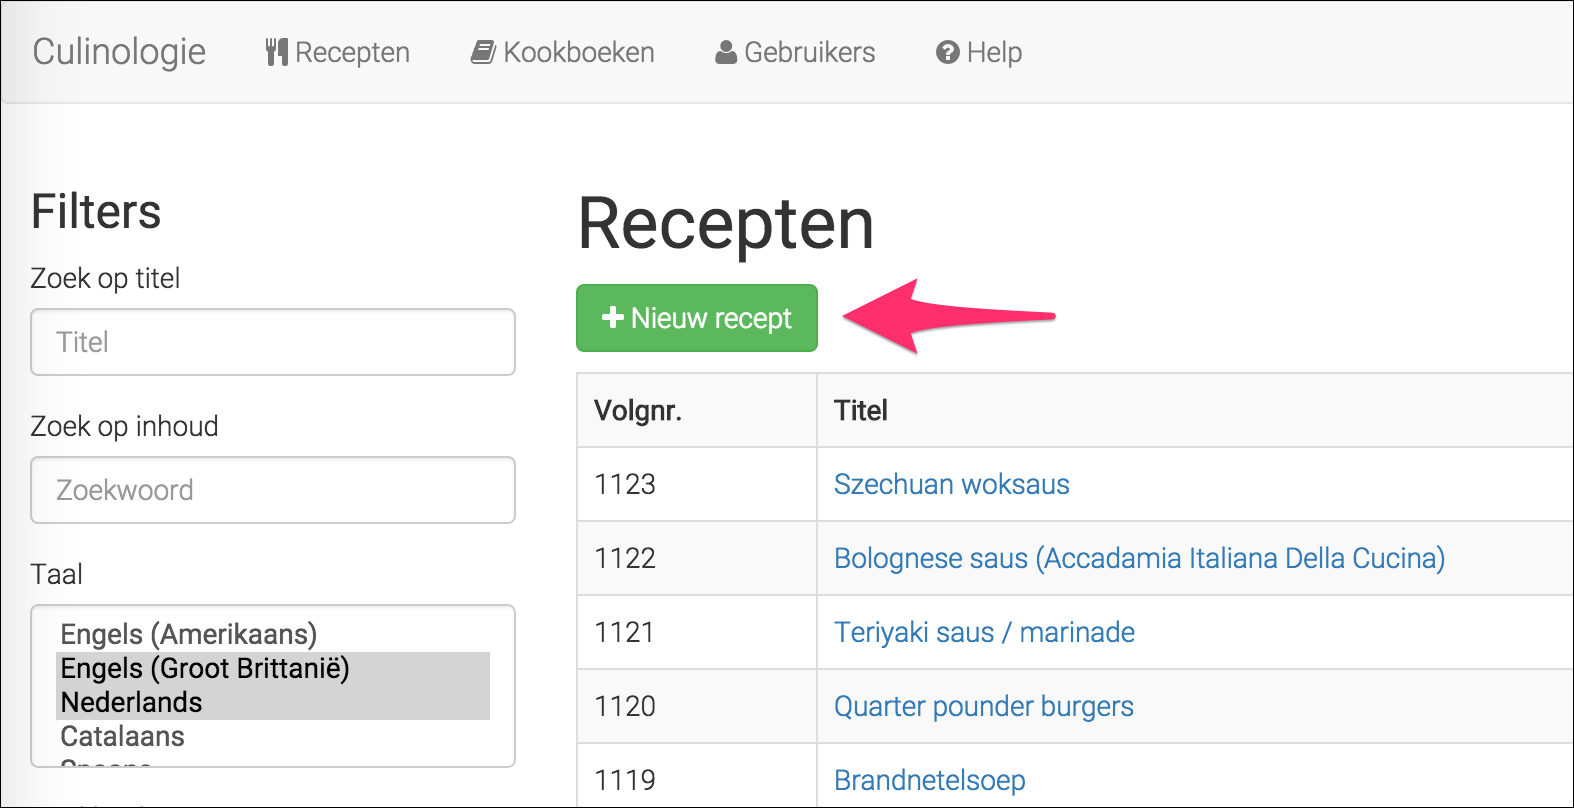 Culinologie Recepten Kookboeken Gebruikers Help
Filters
Zoek op titel
Titel
Zoek op inhoud
Zoekwoord
Taal
Engels (Amerikaans)
Engels (Groot Brittanië)
Nederlands
Catalaans
Recepten
Nieuw recept
Volgnr. Titel
1123 Szechuan woksaus
1122 Bolognese saus (Accadamia Italiana Della Cucina)
1121 Teriyaki saus / marinade
1120 Quarter pounder burgers
1119 Brandnetelsoep